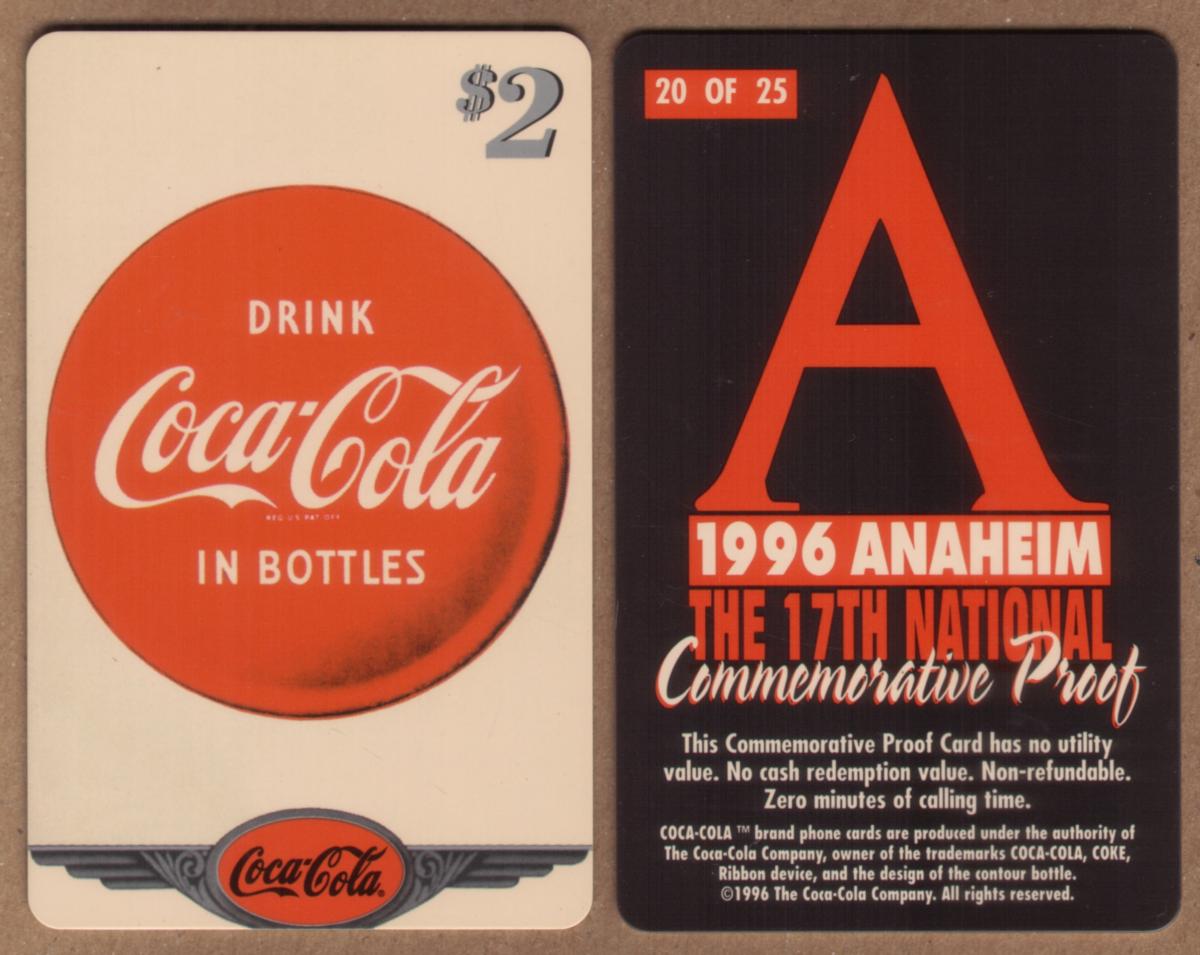 $2
DRINK
Coca-Cola
REG US PAT OFF
IN BOTTLES
Coca-Cola®
20 OF 25
A
1996 ANAHEIM
THE 17TH NATIONAL
Commemorative Proof
This Commemorative Proof Card has no utility
value. No cash redemption value. Non-refundable.
Zero minutes of calling time.
COCA-COLA ™ brand phone cards are produced under the authority of
The Coca-Cola Company, owner of the trademarks COCA-COLA, COKE,
Ribbon device, and the design of the contour bottle.
©1996 The Coca-Cola Company. All rights reserved.